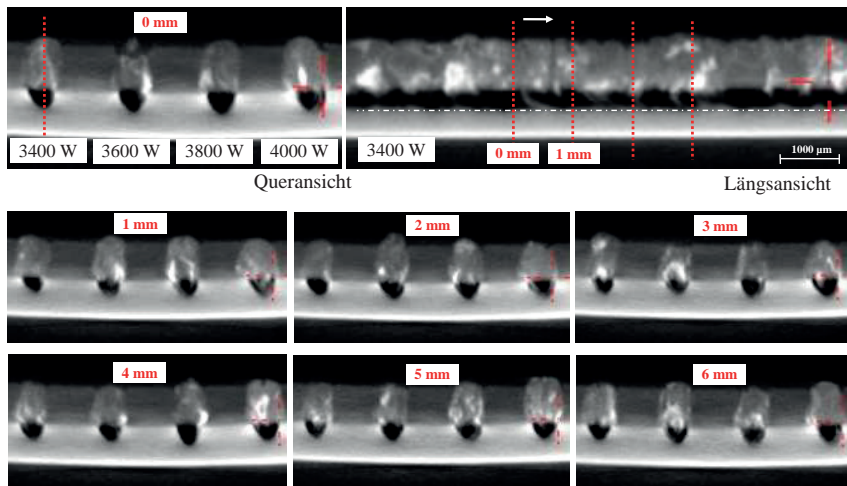 0 mm
3400 W
3600 W
3800 W
4000 W
3400 W
0 mm
1 mm
1000 µm
Queransicht
Längsansicht
1 mm
2 mm
3 mm
4 mm
5 mm
6 mm